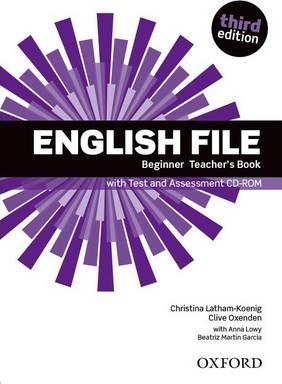 third
edition
ENGLISH FILE
Beginner Teacher's Book
with Test and Assessment CD-ROM
Christina Latham-Koenig
Clive Oxenden
with Anna Lowy
Beatriz Martín García
OXFORD